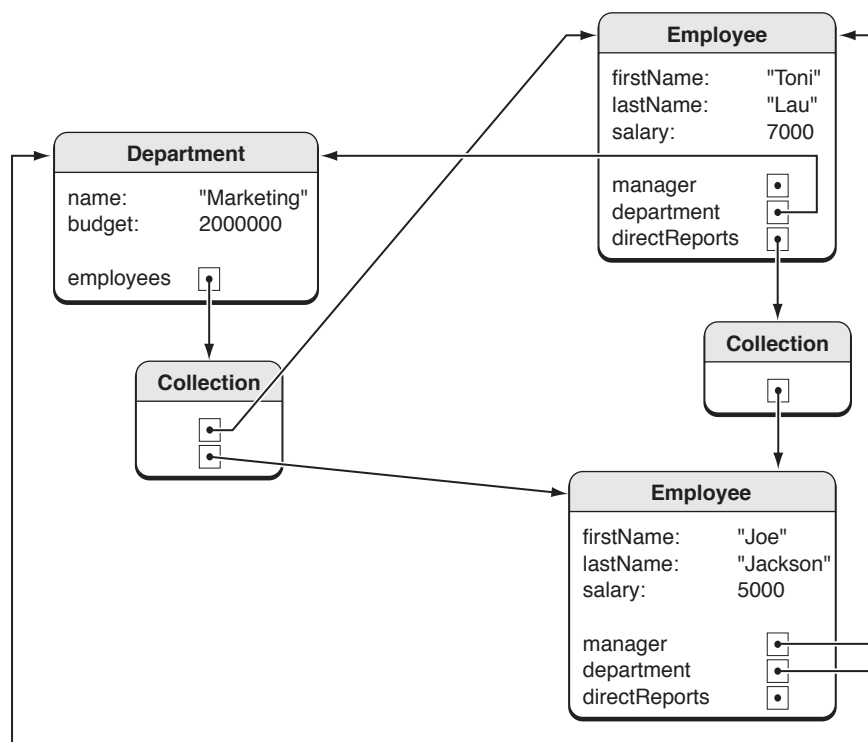 Employee
firstName: "Toni"
lastName: "Lau"
salary: 7000
manager
department
directReports
Department
name: "Marketing"
budget: 2000000
employees
Collection
Collection
Employee
firstName: "Joe"
lastName: "Jackson"
salary: 5000
manager
department
directReports